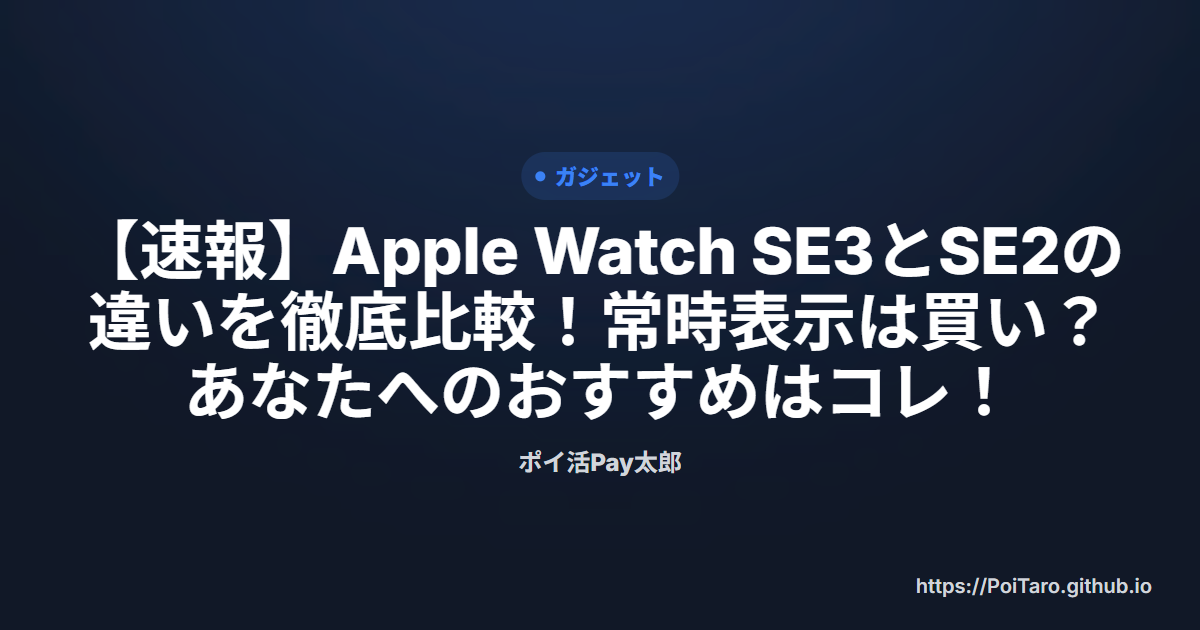 ガジェット
【速報】Apple Watch SE3とSE2の
違いを徹底比較！常時表示は買い？
あなたへのおすすめはコレ！
ポイ活Pay太郎
https://PoiTaro.github.io